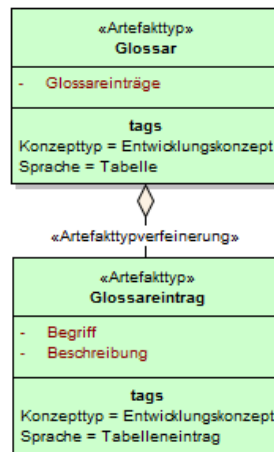 «Artefakttyp»
Glossar
- Glossareinträge
tags
Konzepttyp = Entwicklungskonzept
Sprache = Tabelle
«Artefakttypverfeinerung»
«Artefakttyp»
Glossareintrag
- Begriff
- Beschreibung
tags
Konzepttyp = Entwicklungskonzept
Sprache = Tabelleneintrag